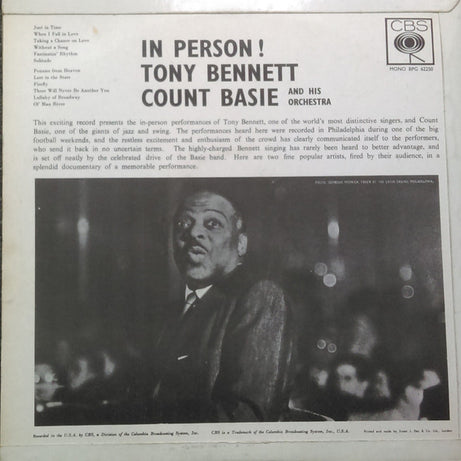 Just in Time
When I Fall in Love
Taking a Chance on Love
Without a Song
Fascinatin' Rhythm
Solitude
Pennies from Heaven
Lost in the Stars
Firefly
There Will Never Be Another You
Lullaby of Broadway
Ol' Man River
IN PERSON!
TONY BENNETT
COUNT BASIE AND HIS ORCHESTRA
CBS
MONO BPG 62250
This exciting record presents the in-person performances of Tony Bennett, one of the world's most distinctive singers, and Count
Basie, one of the giants of jazz and swing. The performances heard here were recorded in Philadelphia during one of the big
football weekends, and the restless excitement and enthusiasm of the crowd has clearly communicated itself to the performers,
who send it back in no uncertain terms. The highly-charged Bennett singing has rarely been heard to better advantage, and
is set off neatly by the celebrated drive of the Basie band. Here are two fine popular artists, fired by their audience, in a
splendid documentary of a memorable performance.
Recorded in the U.S.A. by CBS, a Division of the Columbia Broadcasting System, Inc.
CBS is a Trademark of the Columbia Broadcasting System, Inc., U.S.A.